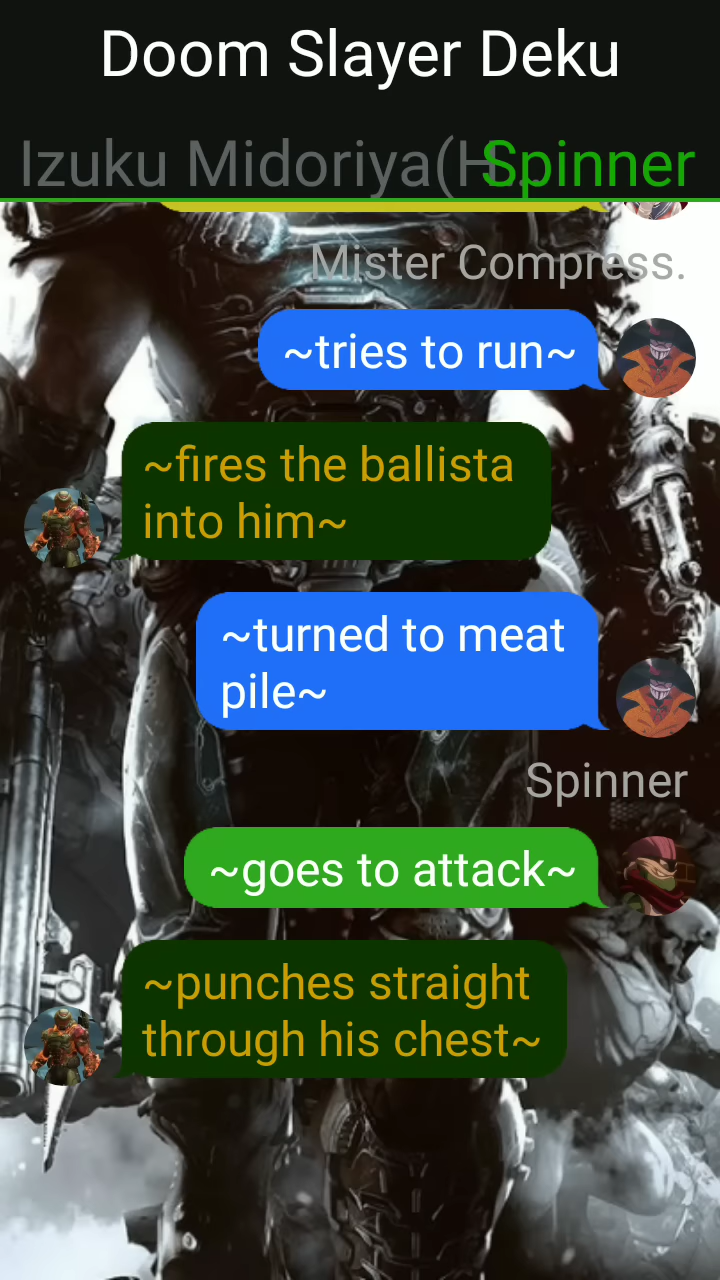 Doom Slayer Deku
Izuku Midoriya(H...
Spinner
Mister Compress.
~tries to run~
~fires the ballista
into him~
~turned to meat
pile~
Spinner
~goes to attack~
~punches straight
through his chest~